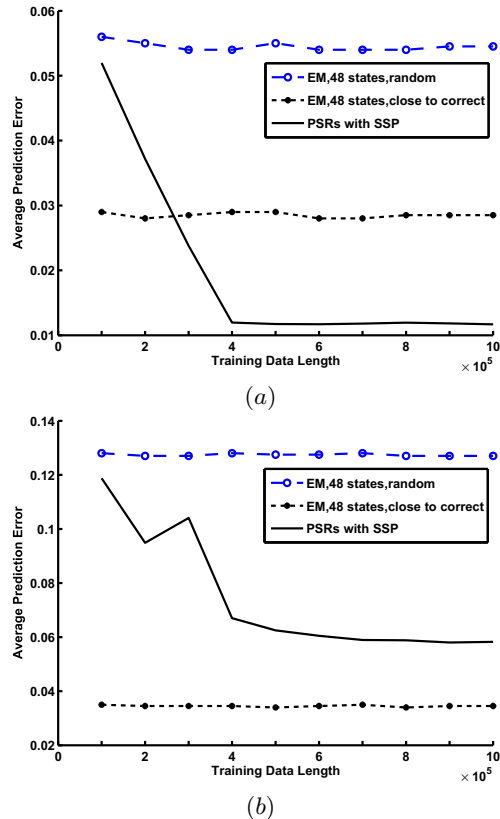 0.06
0.05
0.04
0.03
0.02
0.01
Average Prediction Error
EM,48 states,random
EM,48 states,close to correct
PSRs with SSP
0 2 4 6 8 10
Training Data Length
× 10^5
(a)
0.14
0.12
0.1
0.08
0.06
0.04
0.02
Average Prediction Error
EM,48 states,random
EM,48 states,close to correct
PSRs with SSP
0 2 4 6 8 10
Training Data Length
× 10^5
(b)